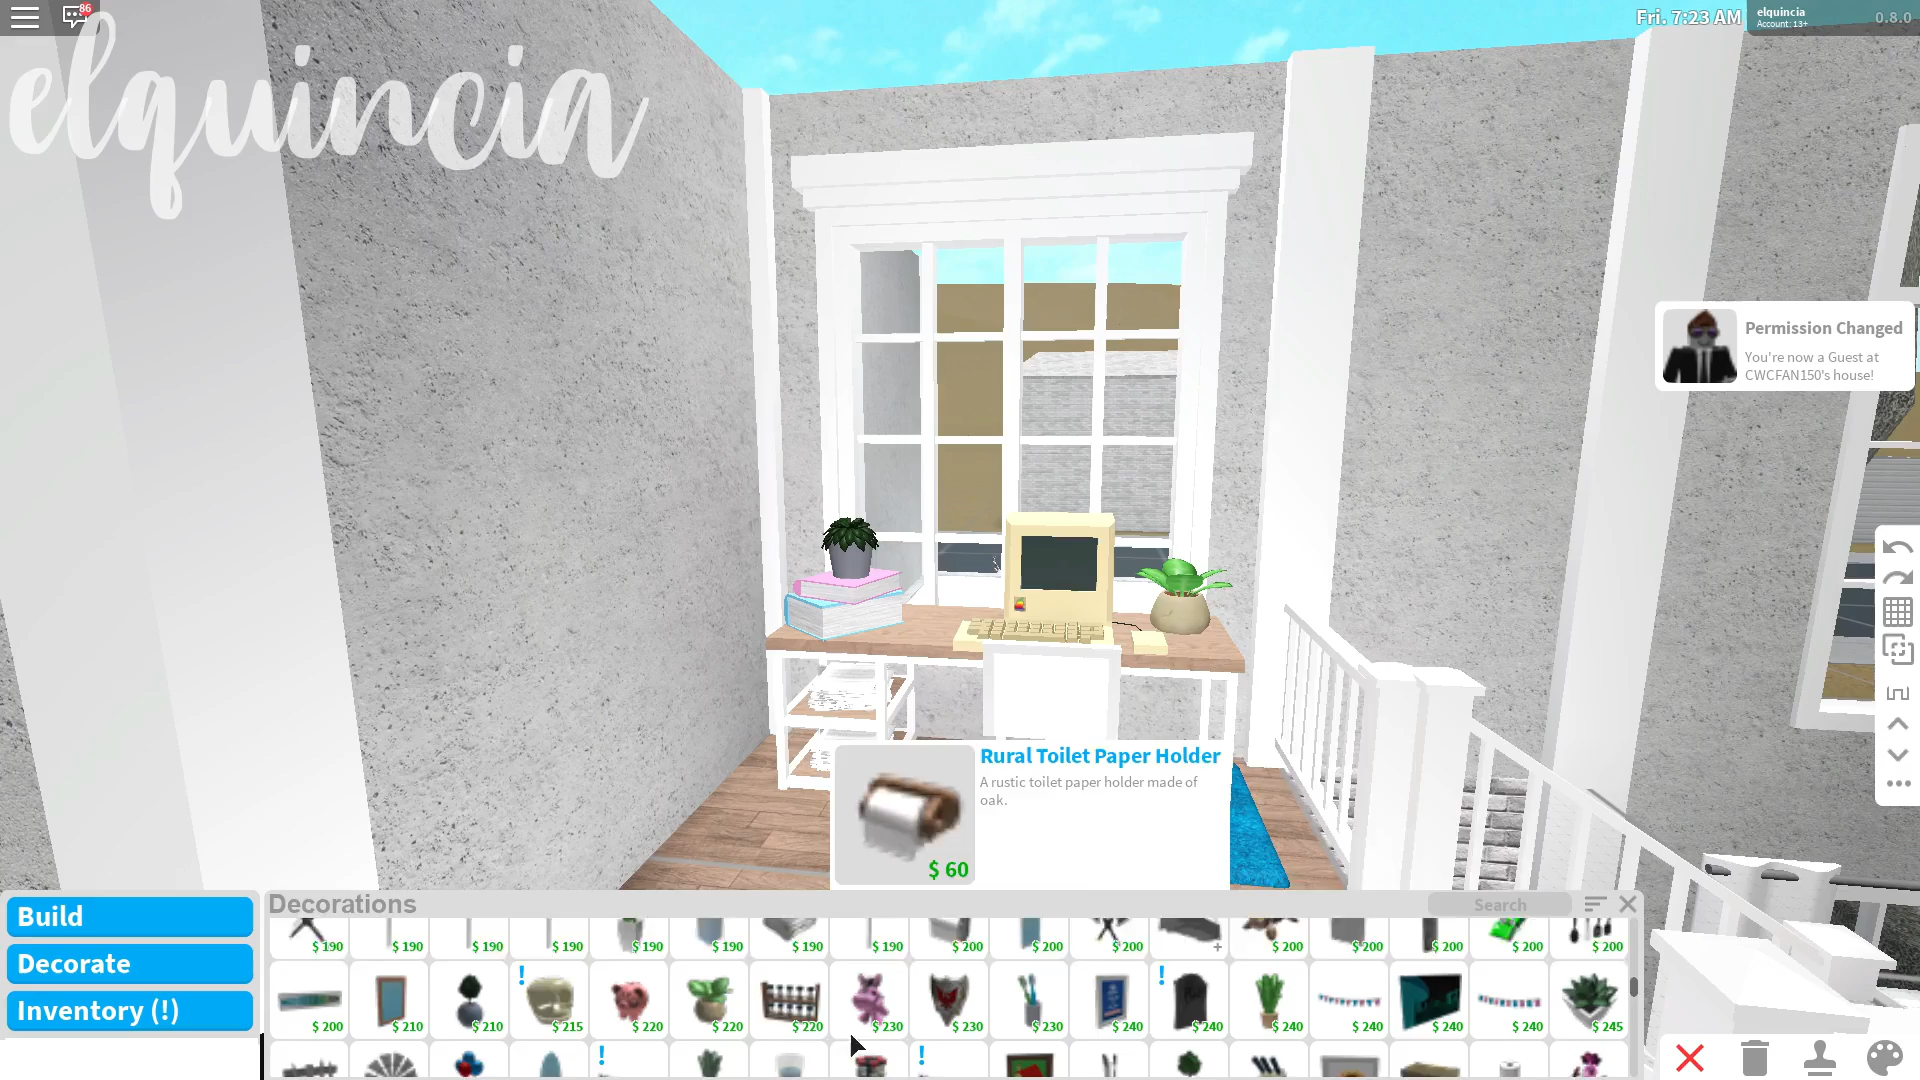 86
Fri. 7:23 AM
elquincia
Account: 13+
0.8.0
elquincia
Permission Changed
You're now a Guest at
CWCFAN150's house!
Rural Toilet Paper Holder
A rustic toilet paper holder made of
oak.
$ 60
Build
Decorate
Inventory (!)
Decorations
Search
$ 190 $ 190 $ 190 $ 190 $ 190 $ 190 $ 190 $ 190 $ 200 $ 200 $ 200 + $ 200 $ 200 $ 200 $ 200 $ 200
! !
$ 200 $ 210 $ 210 $ 215 $ 220 $ 220 $ 220 $ 230 $ 230 $ 230 $ 240 $ 240 $ 240 $ 240 $ 240 $ 240 $ 245
! !